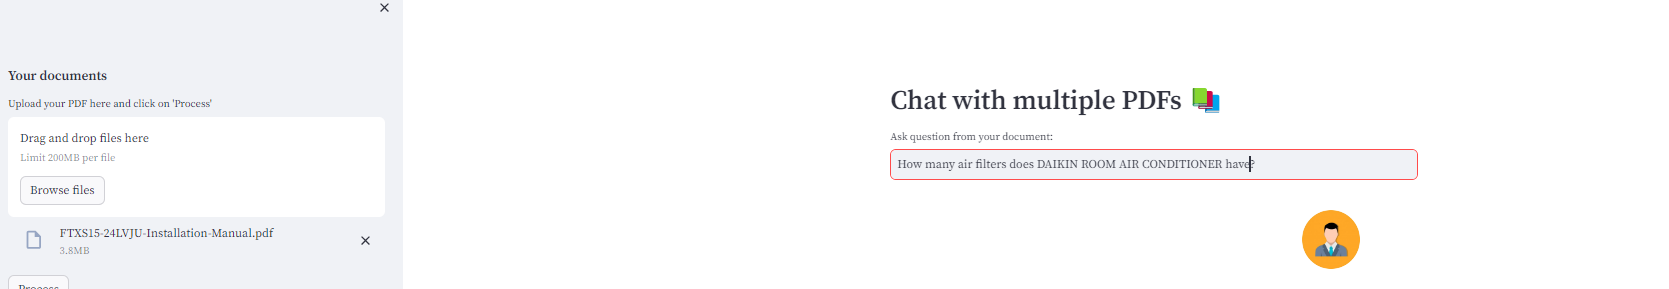 Your documents
Upload your PDF here and click on 'Process'
Drag and drop files here
Limit 200MB per file
Browse files
FTXS15-24LVJU-Installation-Manual.pdf
3.8MB
Process
Chat with multiple PDFs
Ask question from your document:
How many air filters does DAIKIN ROOM AIR CONDITIONER have?